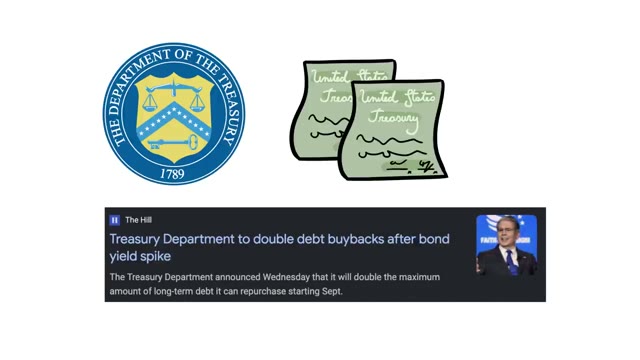 THE DEPARTMENT OF THE TREASURY
1789
United States
Treas
United States
Treasury
The Hill
Treasury Department to double debt buybacks after bond
yield spike
The Treasury Department announced Wednesday that it will double the maximum
amount of long-term debt it can repurchase starting Sept.